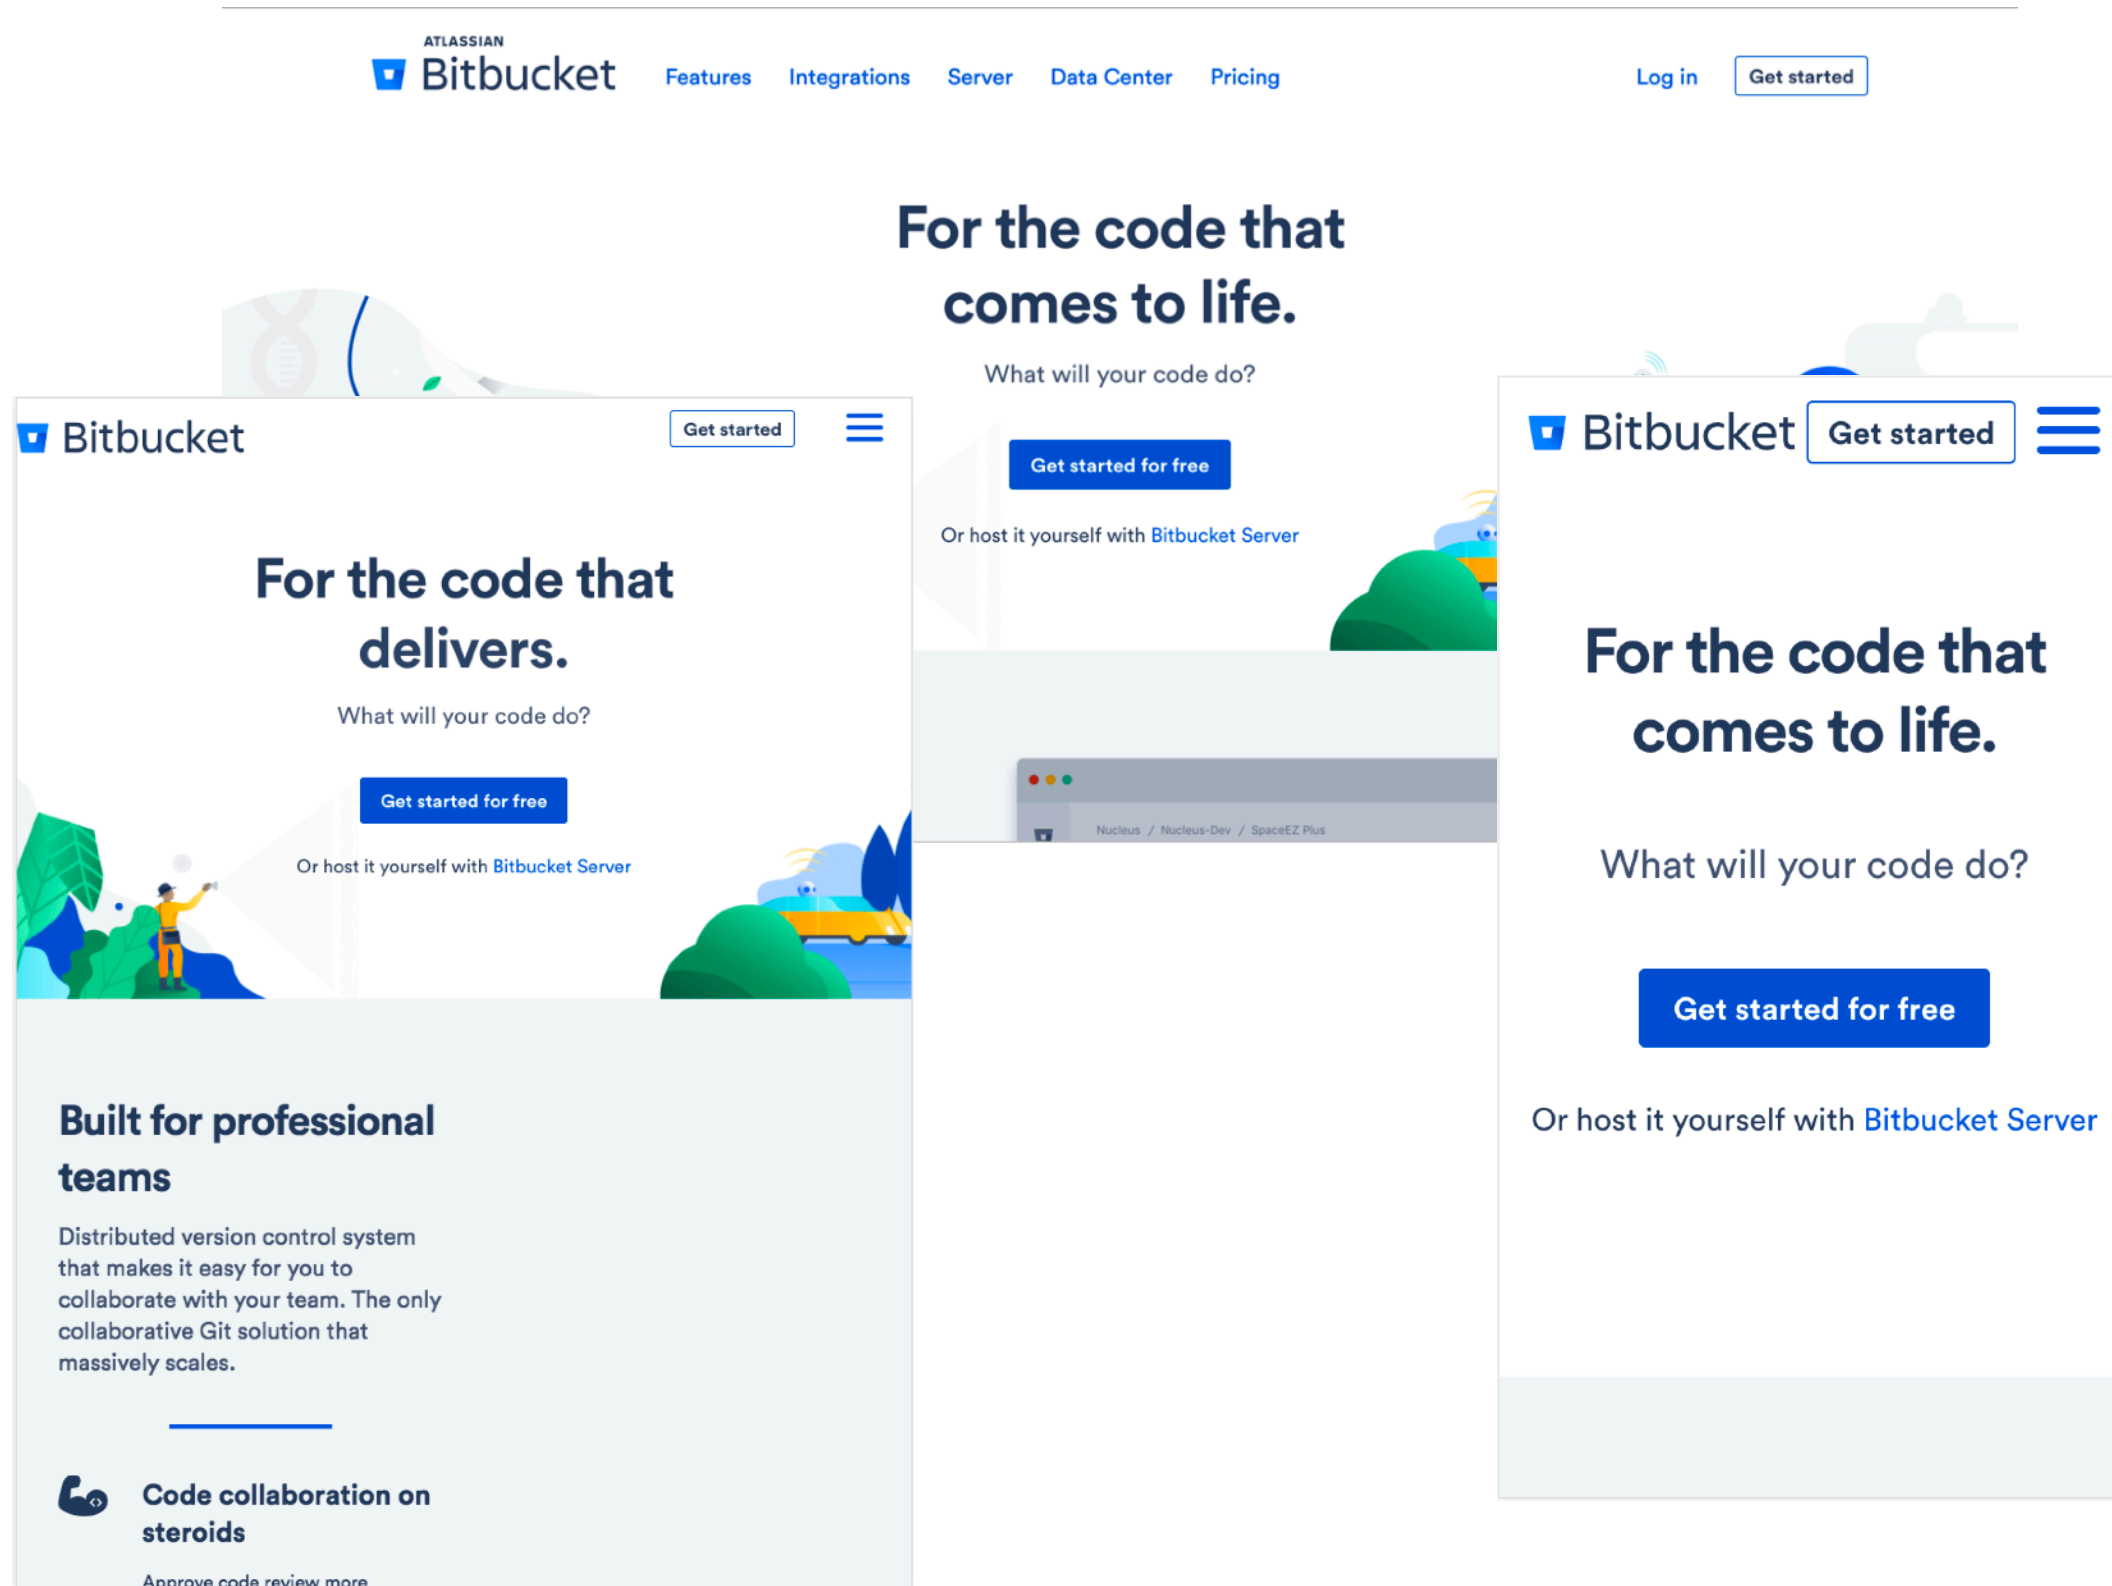 ATLASSIAN
Bitbucket
Features Integrations Server Data Center Pricing
Log in Get started
For the code that
comes to life.
What will your code do?
Get started for free
Or host it yourself with Bitbucket Server
Nucleus / Nucleus-Dev / SpaceEZ Plus
Bitbucket Get started
For the code that
delivers.
What will your code do?
Get started for free
Or host it yourself with Bitbucket Server
Built for professional
teams
Distributed version control system
that makes it easy for you to
collaborate with your team. The only
collaborative Git solution that
massively scales.
Code collaboration on
steroids
Approve code review more
Bitbucket Get started
For the code that
comes to life.
What will your code do?
Get started for free
Or host it yourself with Bitbucket Server